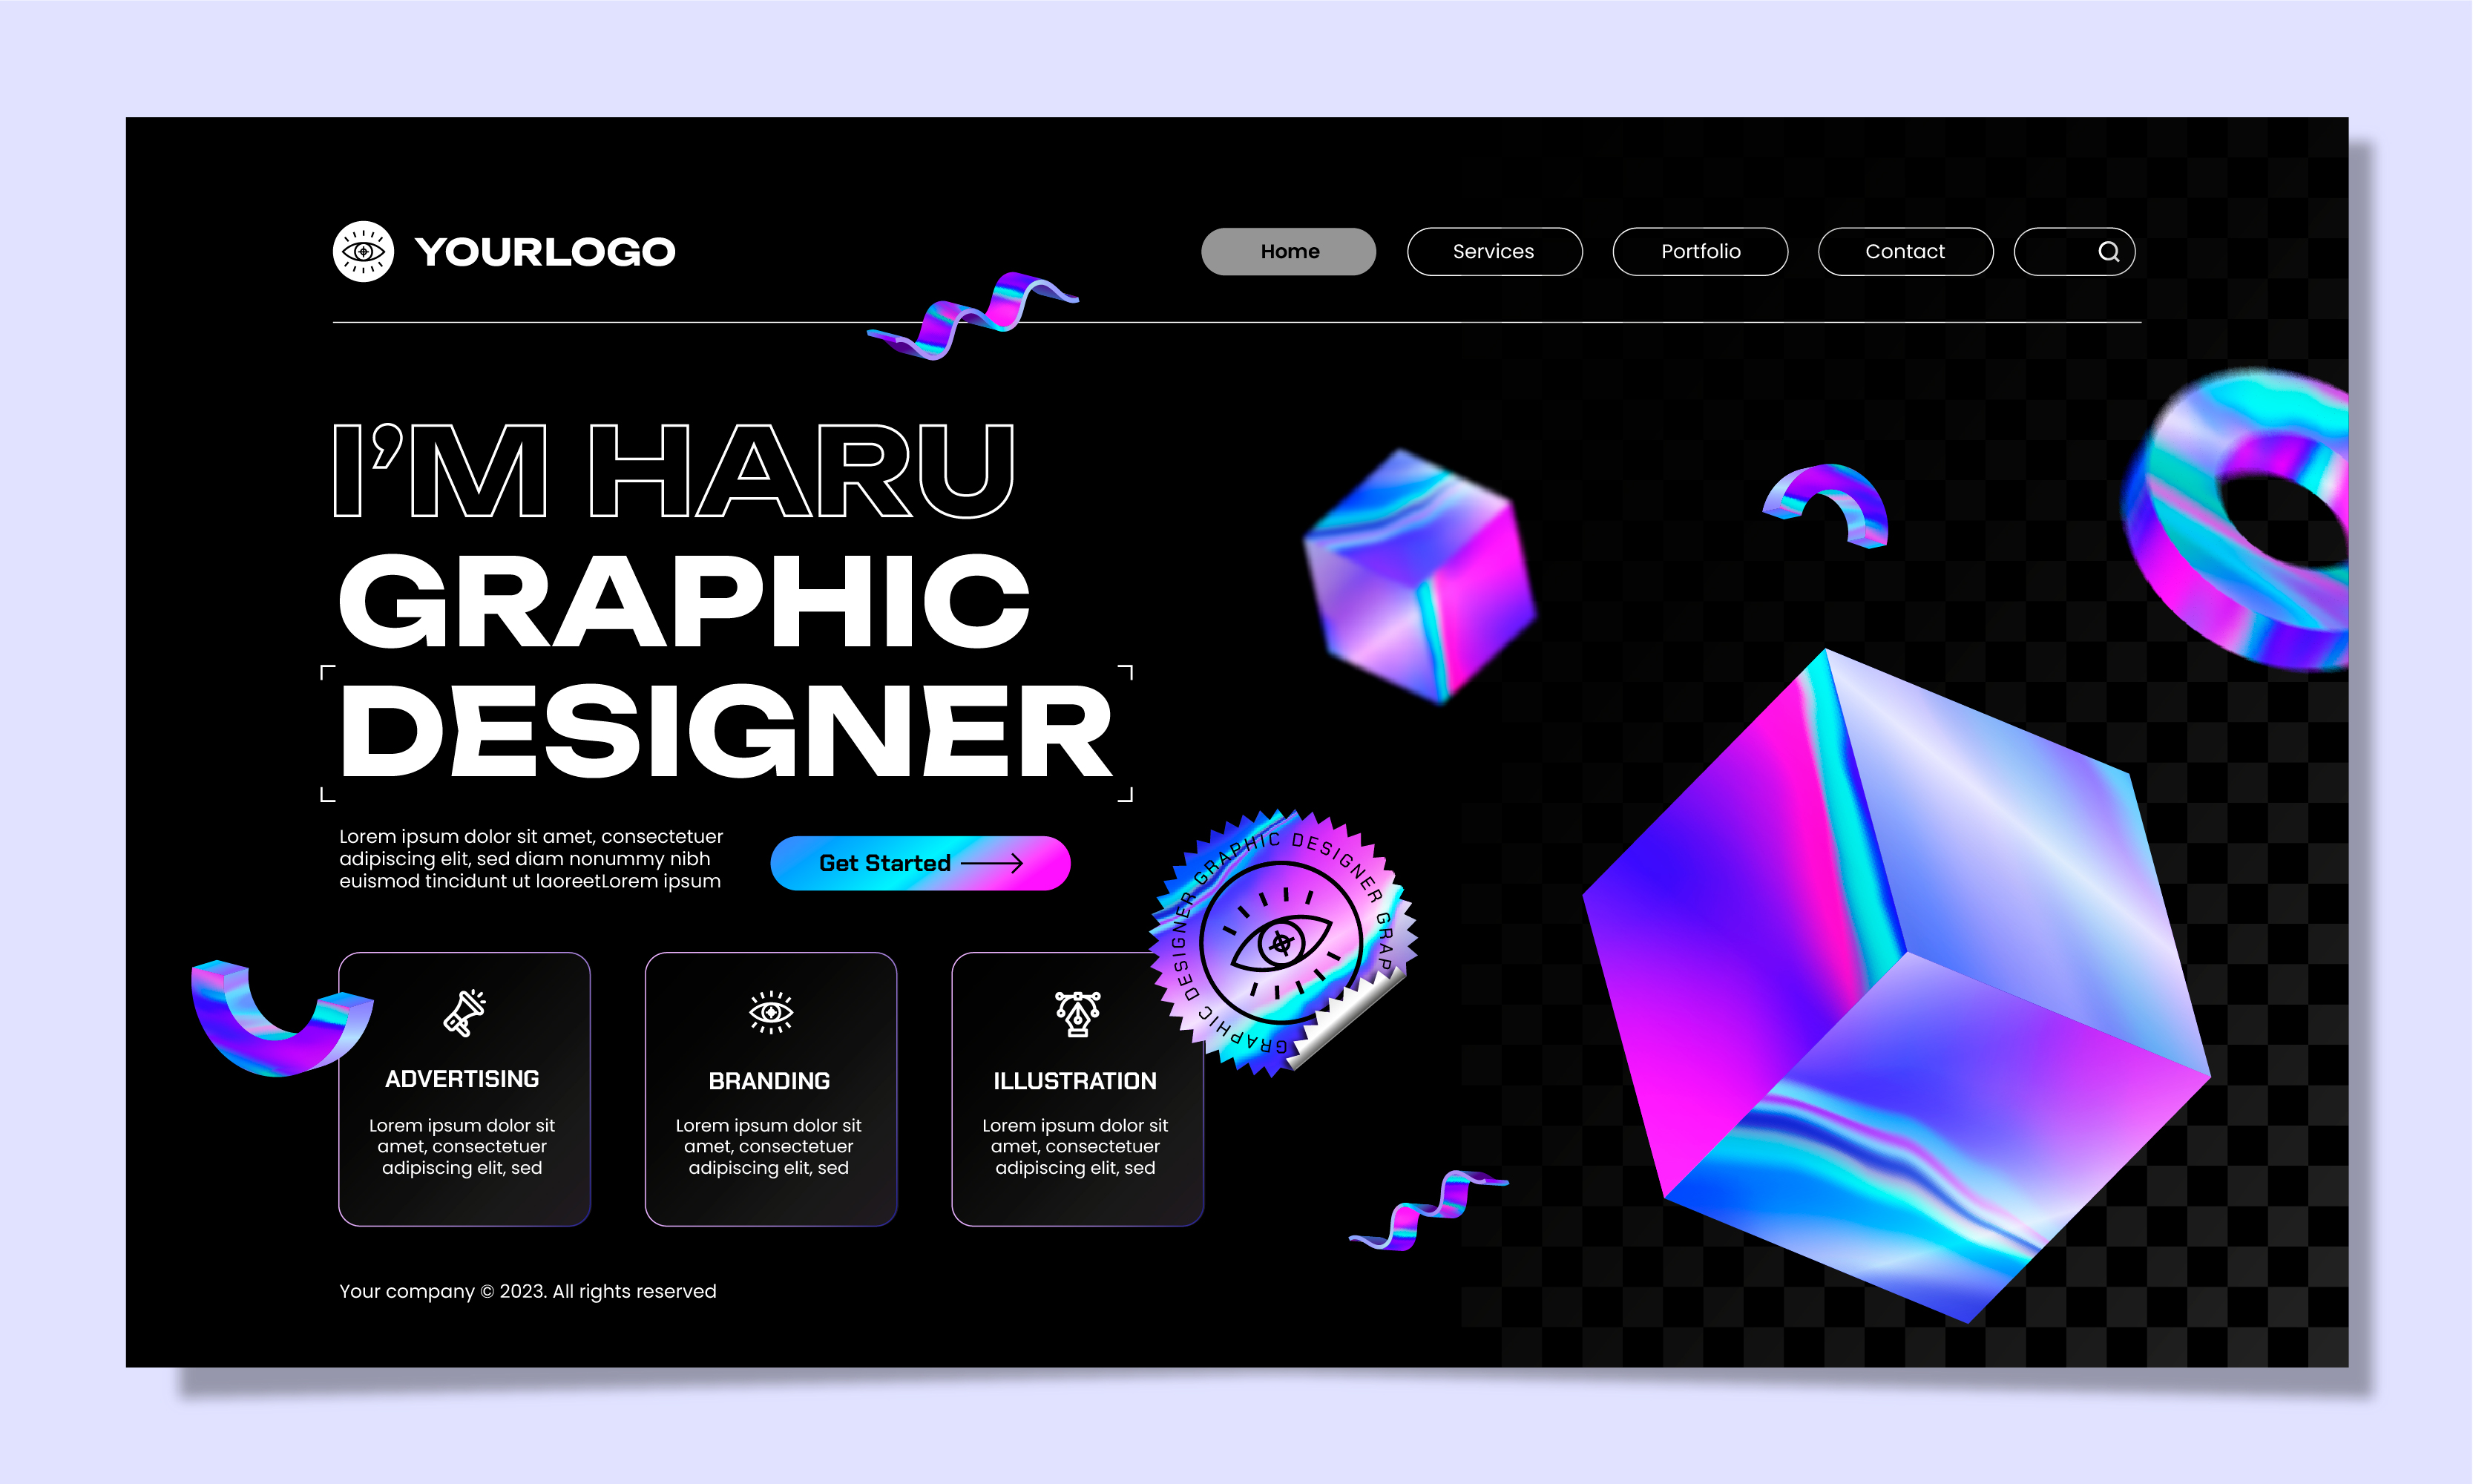 YOURLOGO
Home
Services
Portfolio
Contact
I’M HARU
GRAPHIC
DESIGNER
Lorem ipsum dolor sit amet, consectetuer
adipiscing elit, sed diam nonummy nibh
euismod tincidunt ut laoreetLorem ipsum
Get Started
GRAPHIC DESIGNER GRAPHIC DESIGNER GRAP
ADVERTISING
Lorem ipsum dolor sit
amet, consectetuer
adipiscing elit, sed
BRANDING
Lorem ipsum dolor sit
amet, consectetuer
adipiscing elit, sed
ILLUSTRATION
Lorem ipsum dolor sit
amet, consectetuer
adipiscing elit, sed
Your company © 2023. All rights reserved